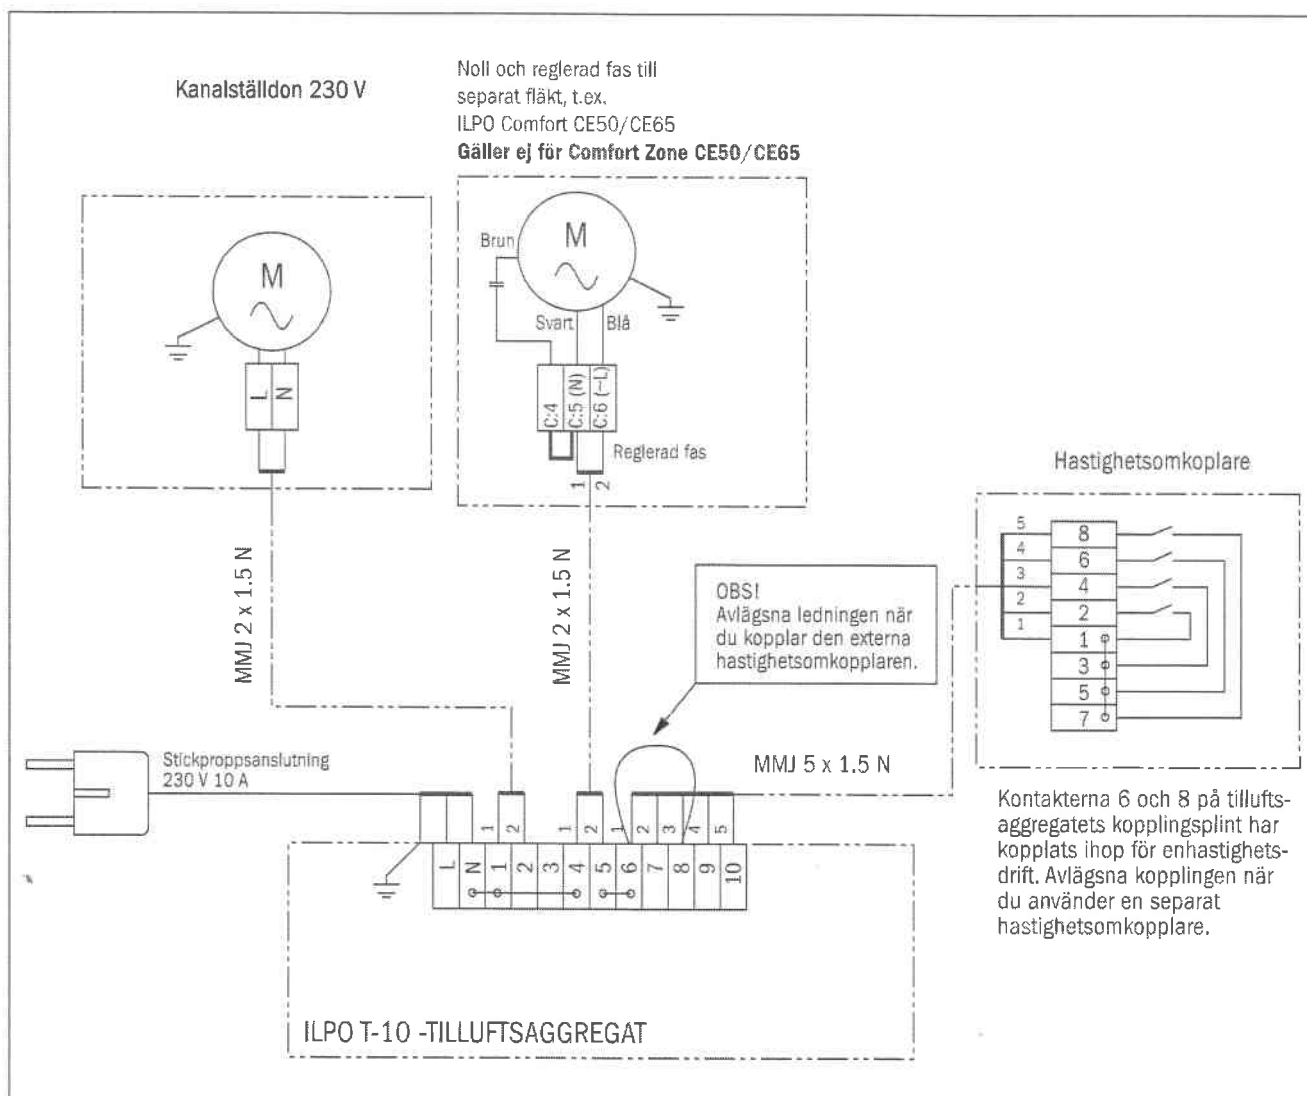 Kanalställdon 230 V
Noll och reglerad fas till
separat fläkt, t.ex.
ILPO Comfort CE50/CE65
Gäller ej för Comfort Zone CE50/CE65
M
L
N
Brun
M
Svart
Blå
C:4
C:5 (N)
C:6 (~L)
Reglerad fas
1
2
MMJ 2 x 1.5 N
MMJ 2 x 1.5 N
OBS!
Avlägsna ledningen när
du kopplar den externa
hastighetsomkopplaren.
Hastighetsomkoplare
5
4
3
2
1
8
6
4
2
1
3
5
7
Stickproppsanslutning
230 V 10 A
MMJ 5 x 1.5 N
Kontakterna 6 och 8 på tillufts-
aggregatets kopplingsplint har
kopplats ihop för enhastighets-
drift. Avlägsna kopplingen när
du använder en separat
hastighetsomkopplare.
1 2 1 2 1 2 3 4 5
L N 1 2 3 4 5 6 7 8 9 10
ILPO T-10 -TILLUFTSAGGREGAT